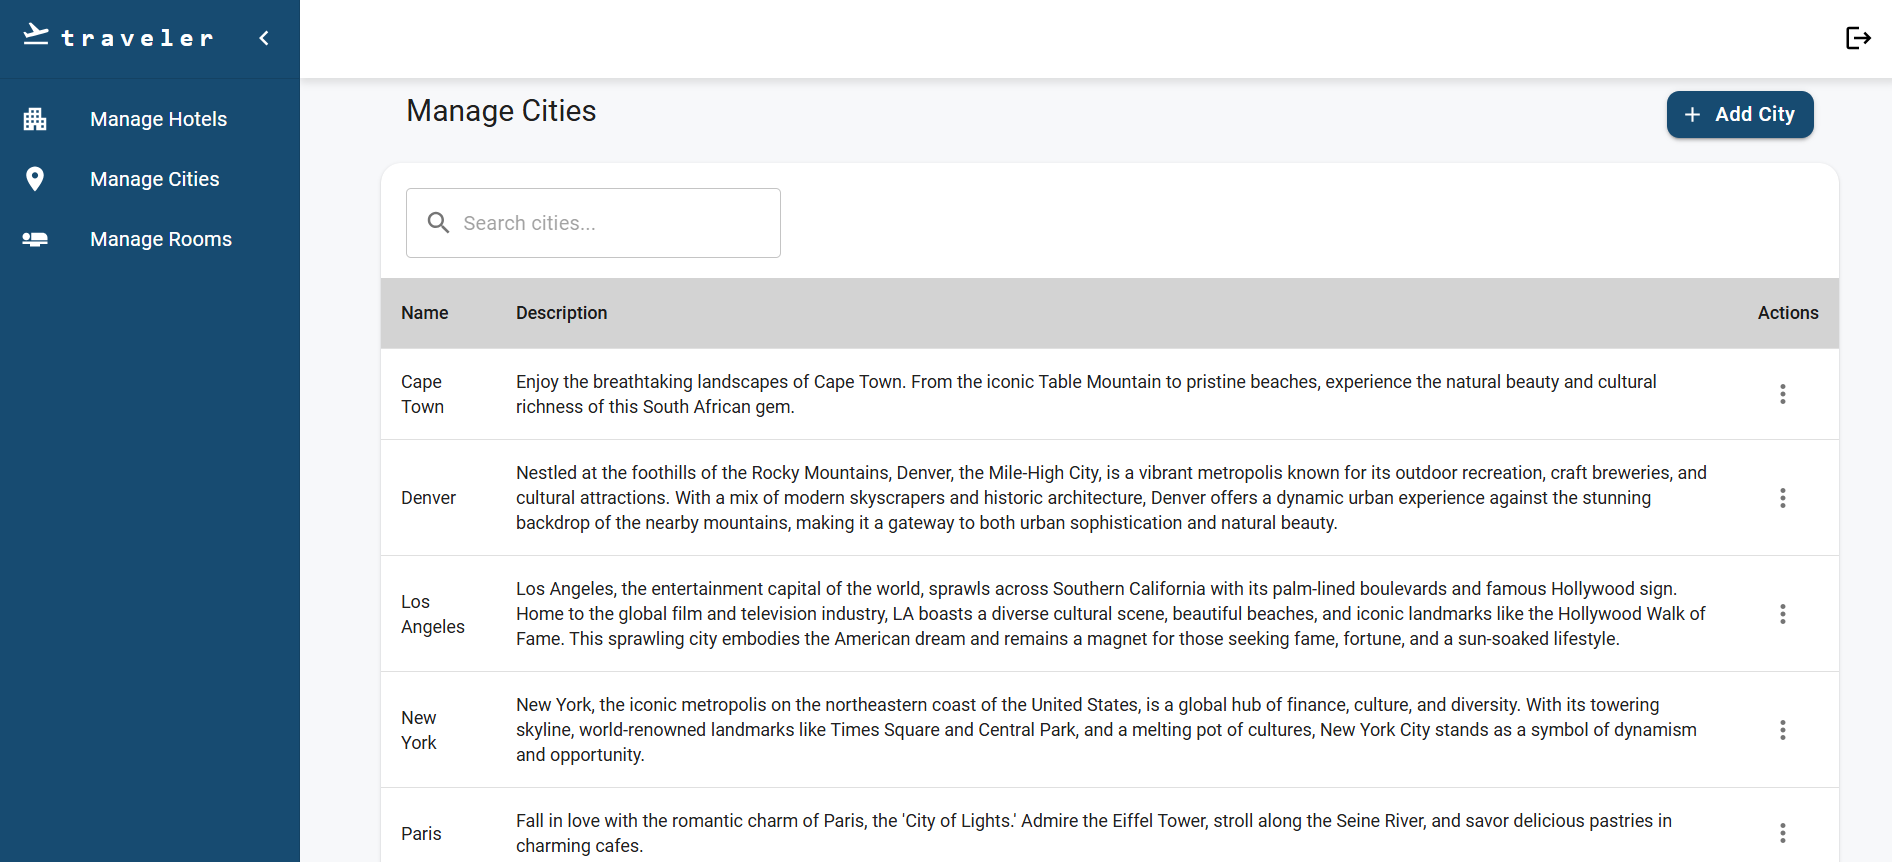 traveler
Manage Hotels
Manage Cities
Manage Rooms
Manage Cities
Add City
Search cities...
Name Description Actions
Cape
Town
Enjoy the breathtaking landscapes of Cape Town. From the iconic Table Mountain to pristine beaches, experience the natural beauty and cultural
richness of this South African gem.
Denver
Nestled at the foothills of the Rocky Mountains, Denver, the Mile-High City, is a vibrant metropolis known for its outdoor recreation, craft breweries, and
cultural attractions. With a mix of modern skyscrapers and historic architecture, Denver offers a dynamic urban experience against the stunning
backdrop of the nearby mountains, making it a gateway to both urban sophistication and natural beauty.
Los
Angeles
Los Angeles, the entertainment capital of the world, sprawls across Southern California with its palm-lined boulevards and famous Hollywood sign.
Home to the global film and television industry, LA boasts a diverse cultural scene, beautiful beaches, and iconic landmarks like the Hollywood Walk of
Fame. This sprawling city embodies the American dream and remains a magnet for those seeking fame, fortune, and a sun-soaked lifestyle.
New
York
New York, the iconic metropolis on the northeastern coast of the United States, is a global hub of finance, culture, and diversity. With its towering
skyline, world-renowned landmarks like Times Square and Central Park, and a melting pot of cultures, New York City stands as a symbol of dynamism
and opportunity.
Paris
Fall in love with the romantic charm of Paris, the 'City of Lights.' Admire the Eiffel Tower, stroll along the Seine River, and savor delicious pastries in
charming cafes.